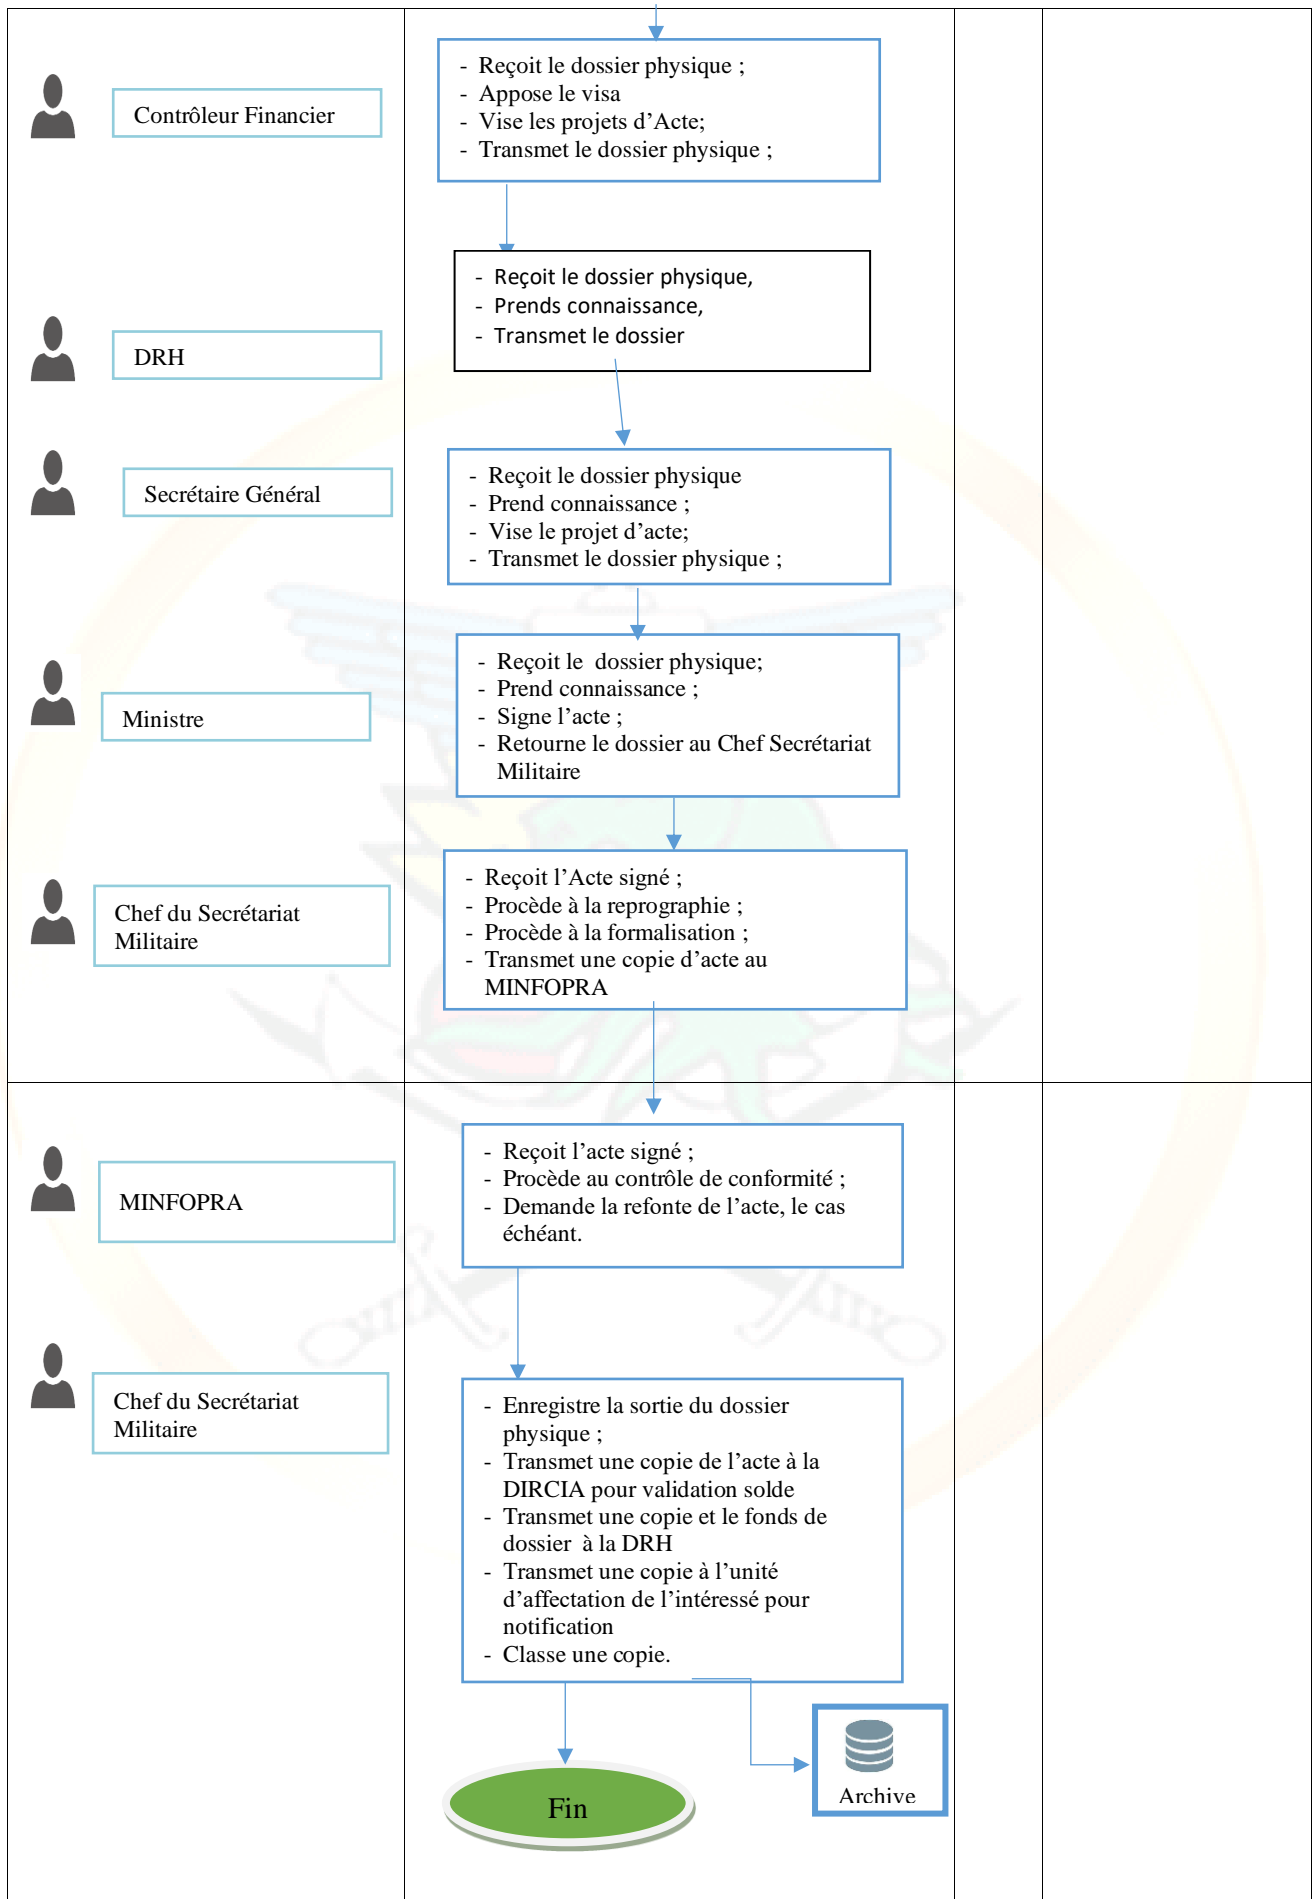 Contrôleur Financier
- Reçoit le dossier physique ;
- Appose le visa
- Vise les projets d’Acte;
- Transmet le dossier physique ;
DRH
- Reçoit le dossier physique,
- Prends connaissance,
- Transmet le dossier
Secrétaire Général
- Reçoit le dossier physique
- Prend connaissance ;
- Vise le projet d’acte;
- Transmet le dossier physique ;
Ministre
- Reçoit le dossier physique;
- Prend connaissance ;
- Signe l’acte ;
- Retourne le dossier au Chef Secrétariat
Militaire
Chef du Secrétariat
Militaire
- Reçoit l’Acte signé ;
- Procède à la reprographie ;
- Procède à la formalisation ;
- Transmet une copie d’acte au
MINFOPRA
MINFOPRA
- Reçoit l’acte signé ;
- Procède au contrôle de conformité ;
- Demande la refonte de l’acte, le cas
échéant.
Chef du Secrétariat
Militaire
- Enregistre la sortie du dossier
physique ;
- Transmet une copie de l’acte à la
DIRCIA pour validation solde
- Transmet une copie et le fonds de
dossier à la DRH
- Transmet une copie à l’unité
d’affectation de l’intéressé pour
notification
- Classe une copie.
Fin
Archive